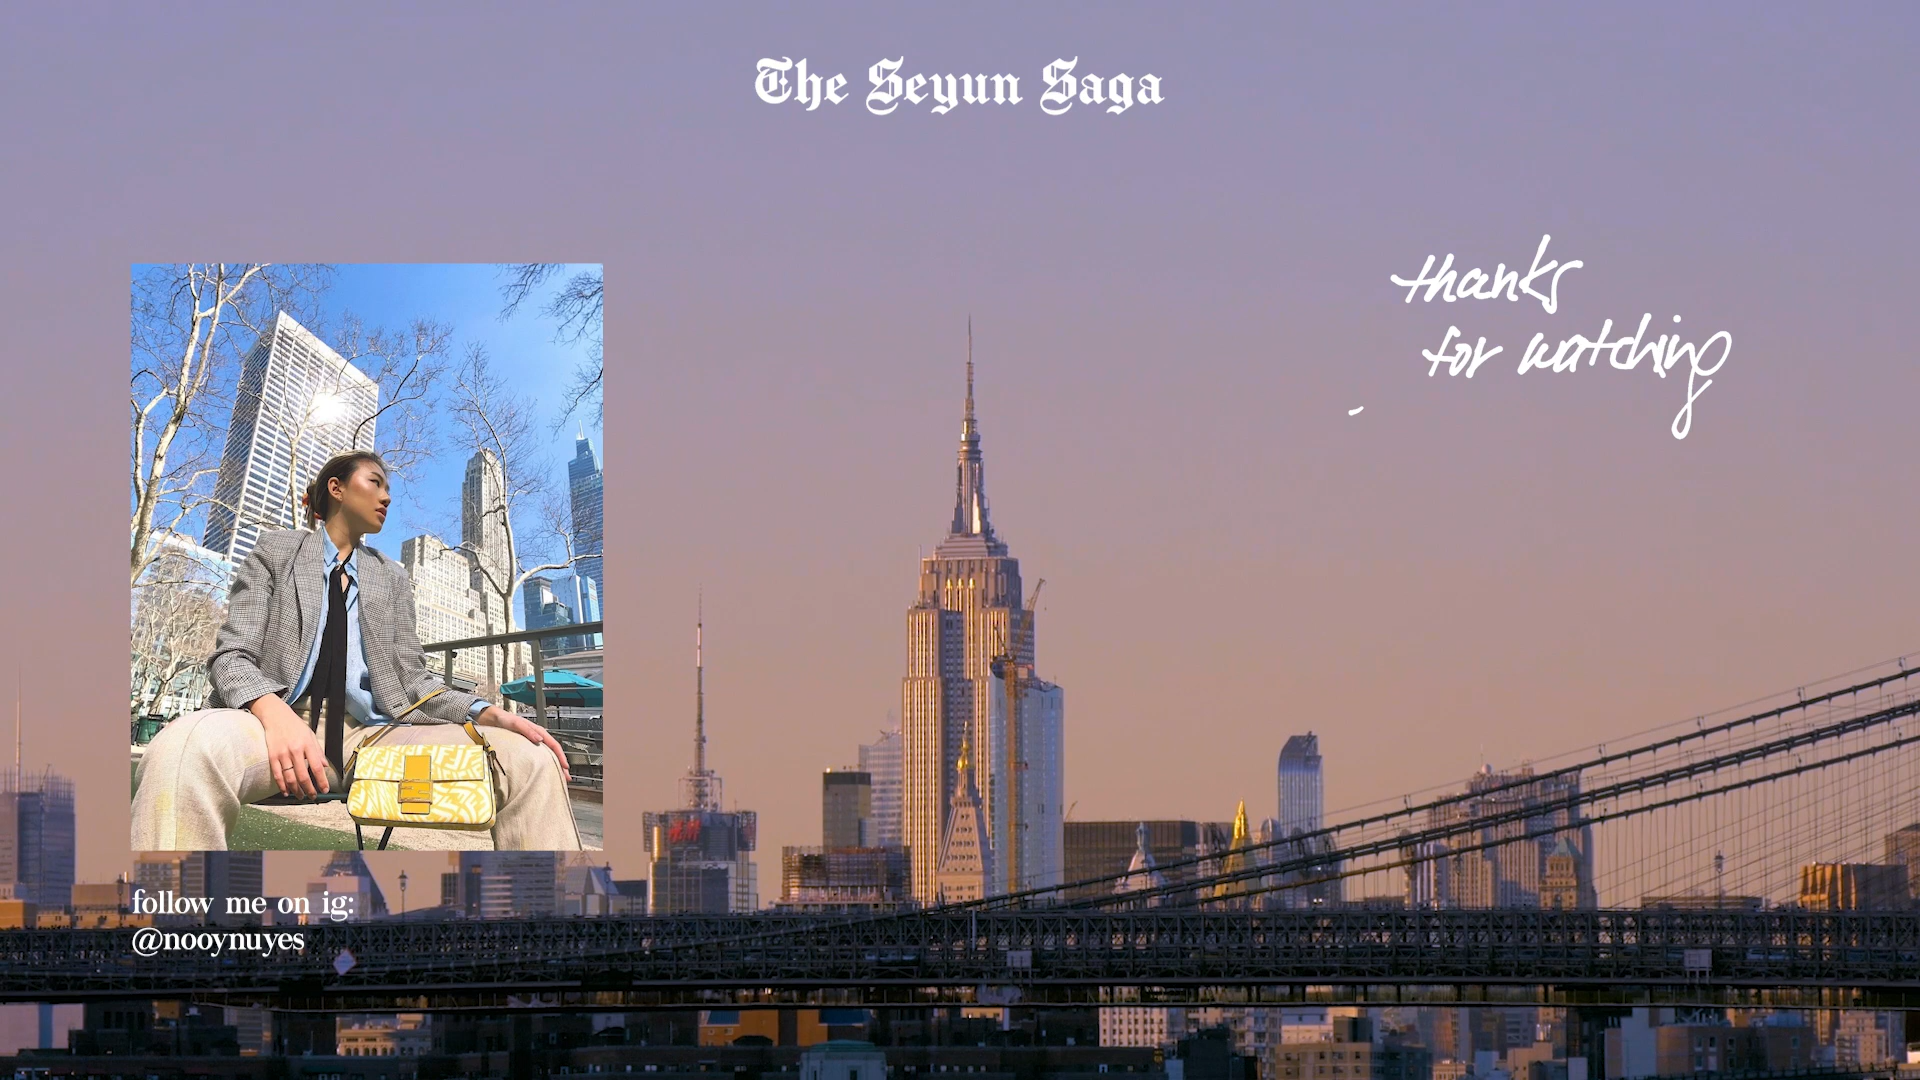 The Seyun Saga
thanks
for watching
H&M
follow me on ig:
@nooynuyes